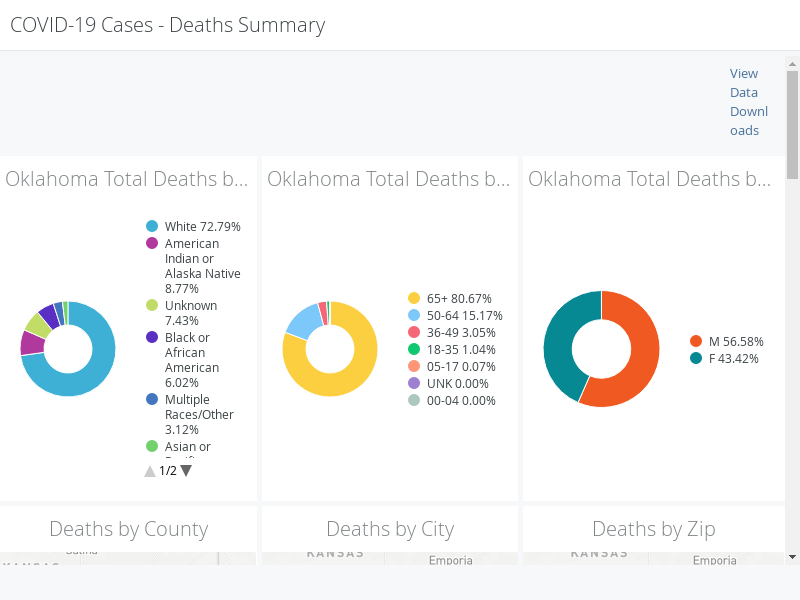 COVID-19 Cases - Deaths Summary
View
Data
Downl
oads
Oklahoma Total Deaths b...
White 72.79%
American
Indian or
Alaska Native
8.77%
Unknown
7.43%
Black or
African
American
6.02%
Multiple
Races/Other
3.12%
Asian or
1/2
Oklahoma Total Deaths b...
65+ 80.67%
50-64 15.17%
36-49 3.05%
18-35 1.04%
05-17 0.07%
UNK 0.00%
00-04 0.00%
Oklahoma Total Deaths b...
M 56.58%
F 43.42%
Deaths by County
KANSAS
Deaths by City
KANSAS
Emporia
Deaths by Zip
KANSAS
Emporia